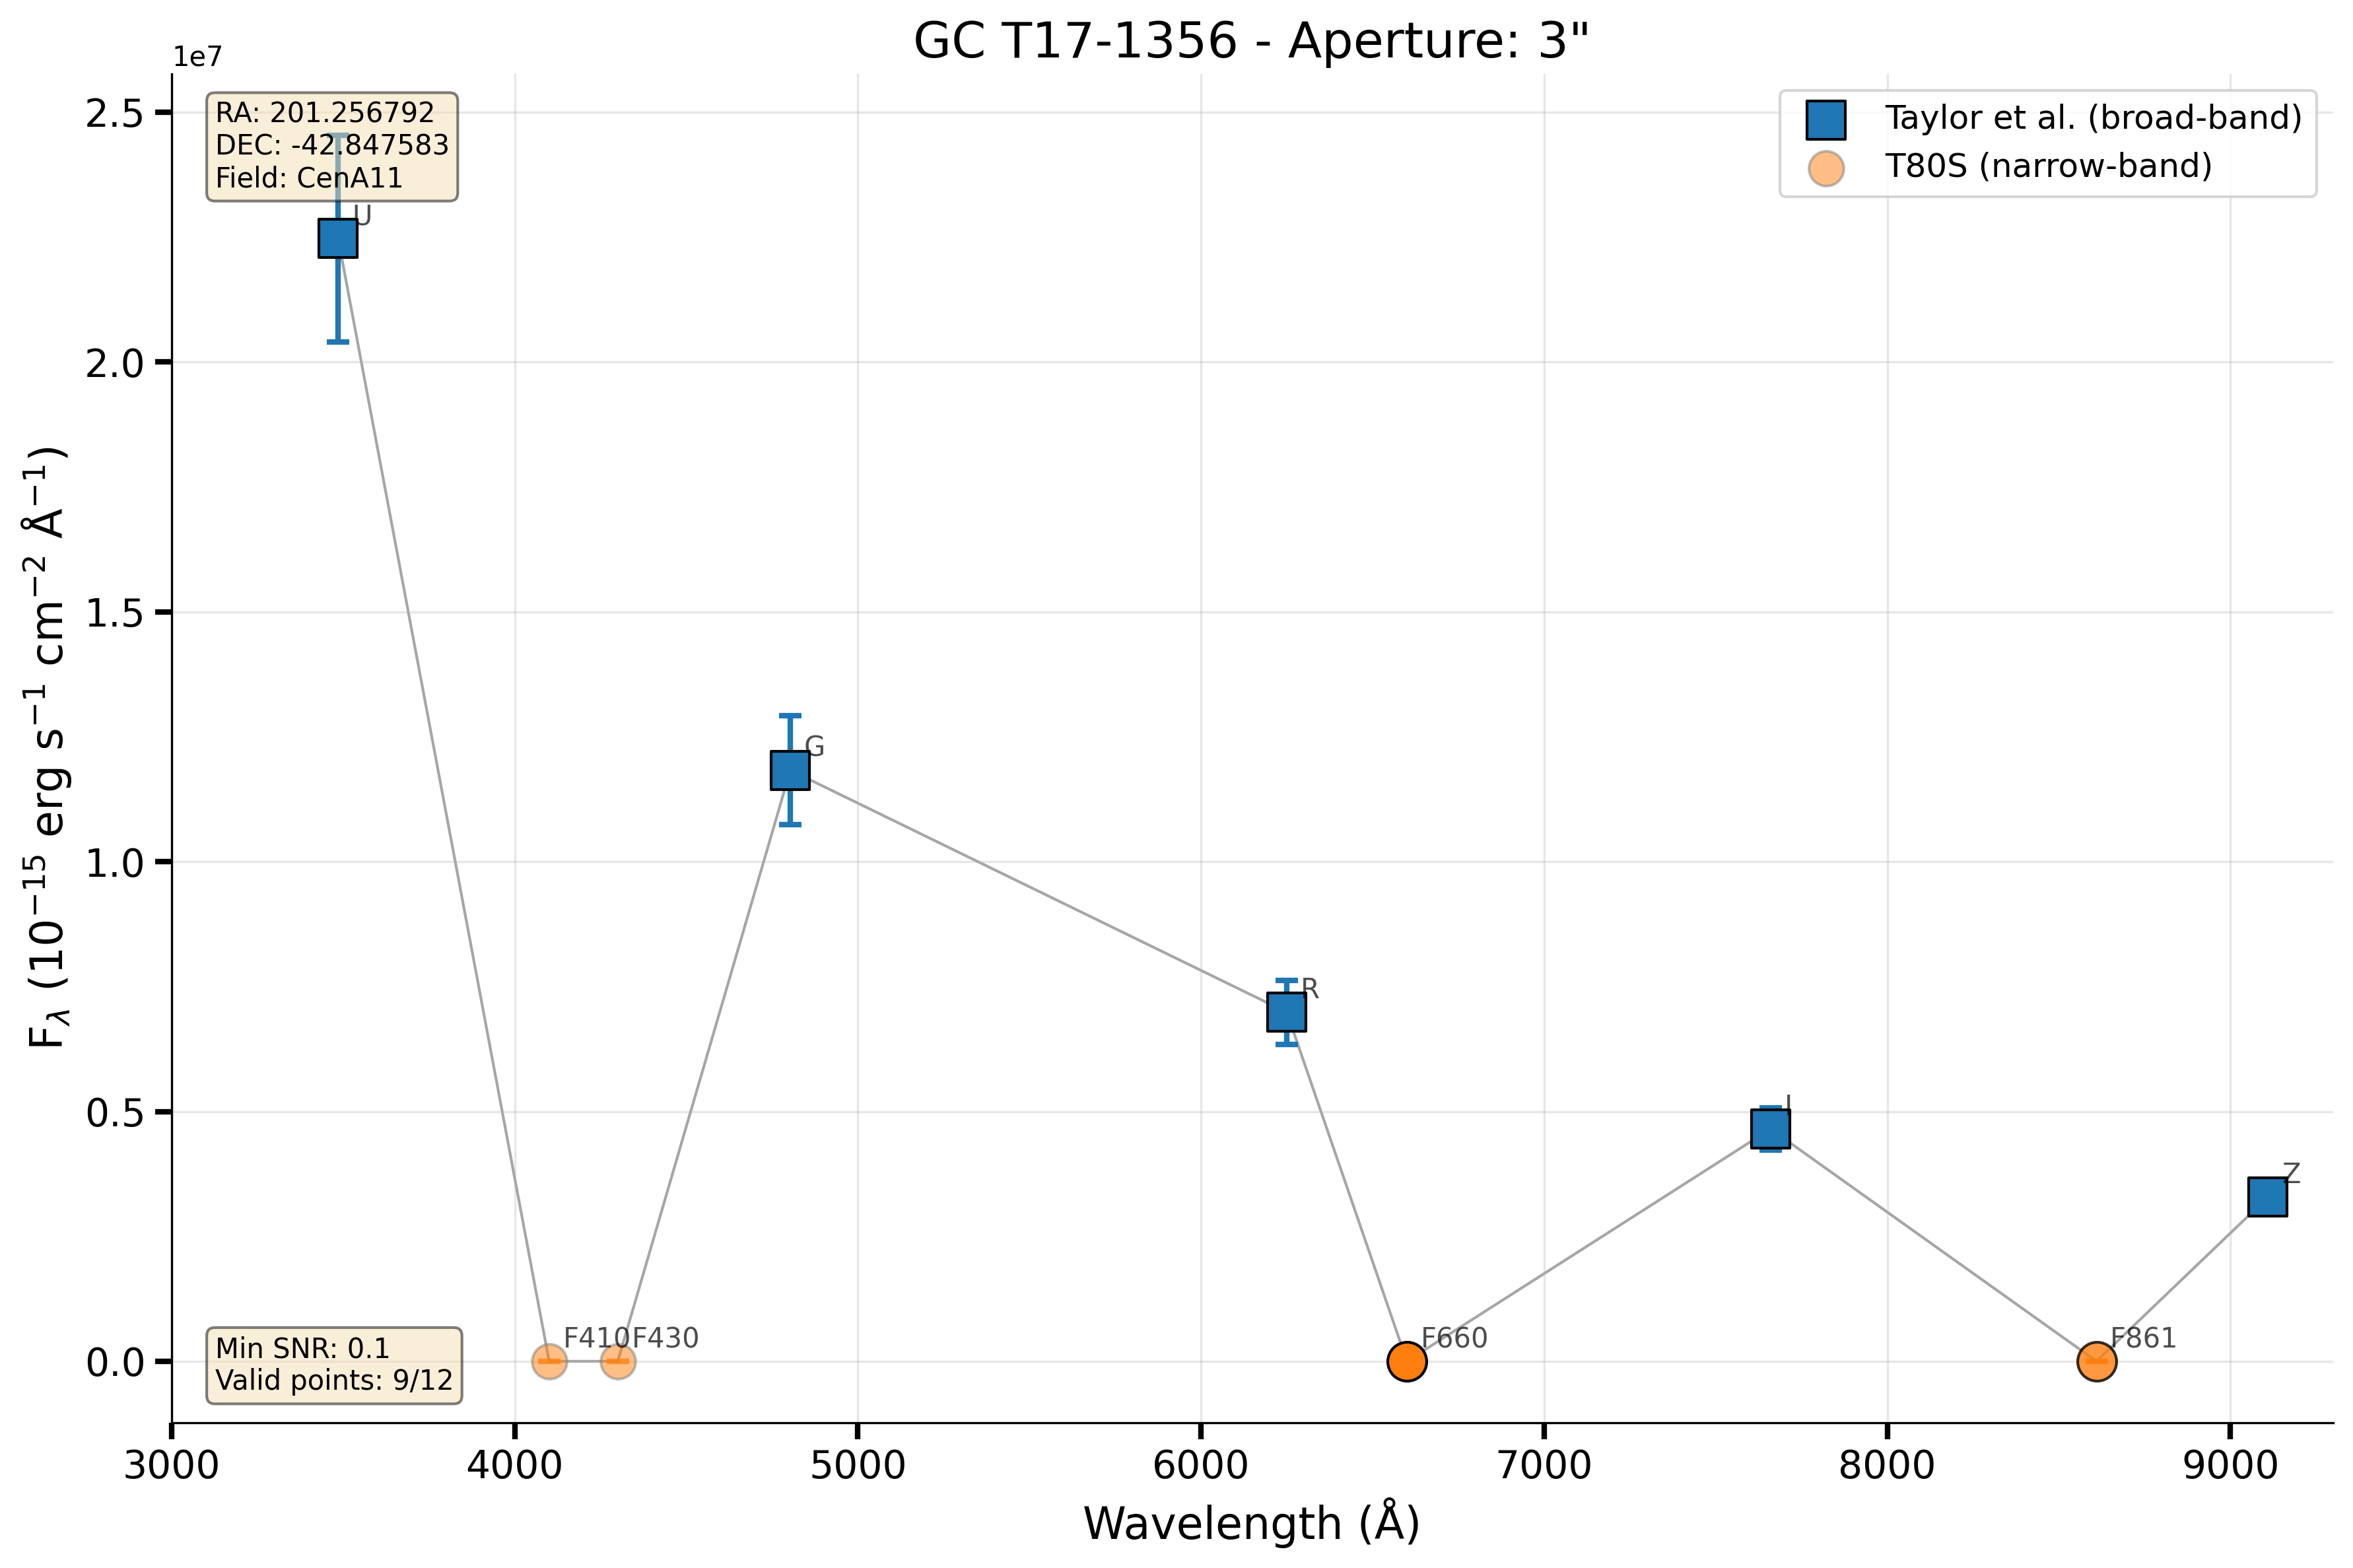 GC T17-1356 - Aperture: 3"
1e7
RA: 201.256792
DEC: -42.847583
Field: CenA11
Taylor et al. (broad-band)
T80S (narrow-band)
2.5
2.0
1.5
1.0
0.5
0.0
F_λ (10⁻¹⁵ erg s⁻¹ cm⁻² Å⁻¹)
U
G
R
I
Z
F410
F430
F660
F861
Min SNR: 0.1
Valid points: 9/12
3000 4000 5000 6000 7000 8000 9000
Wavelength (Å)